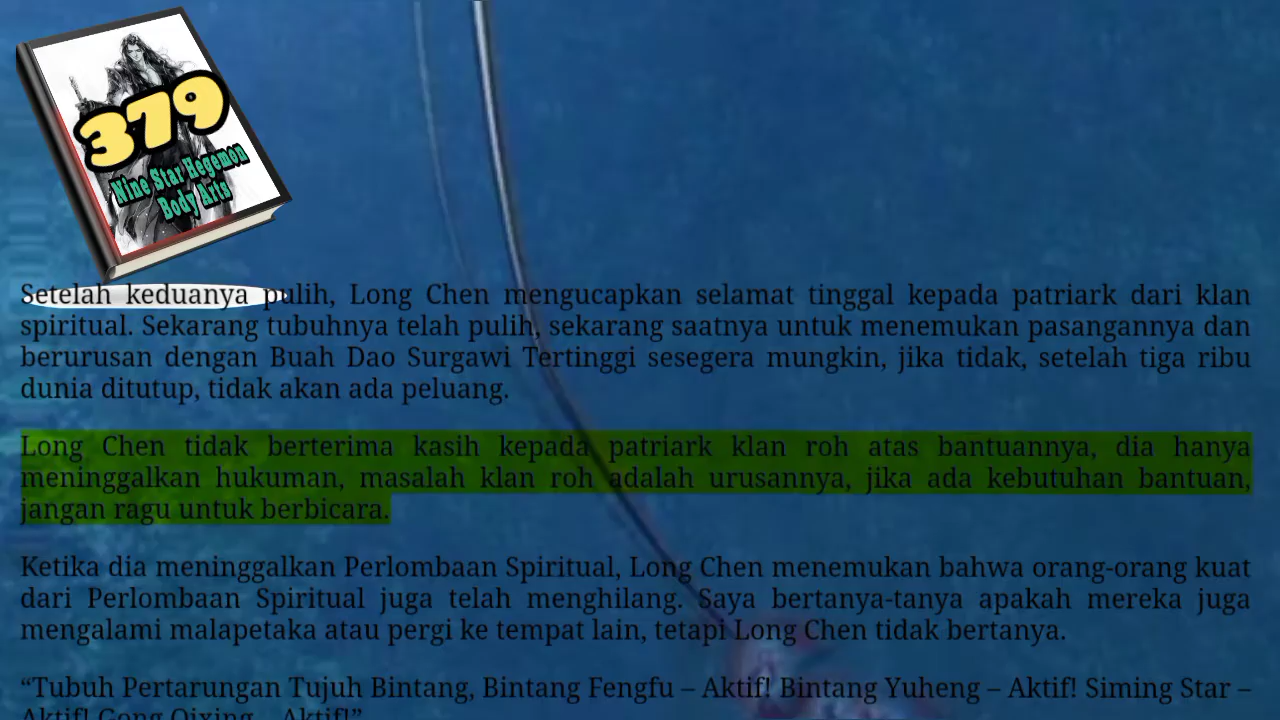 379
Nine Star Hegemon
Body Arts
Setelah keduanya pulih, Long Chen mengucapkan selamat tinggal kepada patriark dari klan
spiritual. Sekarang tubuhnya telah pulih, sekarang saatnya untuk menemukan pasangannya dan
berurusan dengan Buah Dao Surgawi Tertinggi sesegera mungkin, jika tidak, setelah tiga ribu
dunia ditutup, tidak akan ada peluang.
Long Chen tidak berterima kasih kepada patriark klan roh atas bantuannya, dia hanya
meninggalkan hukuman, masalah klan roh adalah urusannya, jika ada kebutuhan bantuan,
jangan ragu untuk berbicara.
Ketika dia meninggalkan Perlombaan Spiritual, Long Chen menemukan bahwa orang-orang kuat
dari Perlombaan Spiritual juga telah menghilang. Saya bertanya-tanya apakah mereka juga
mengalami malapetaka atau pergi ke tempat lain, tetapi Long Chen tidak bertanya.
“Tubuh Pertarungan Tujuh Bintang, Bintang Fengfu – Aktif! Bintang Yuheng – Aktif! Siming Star –
Aktif! Gong Qixing – Aktif!”